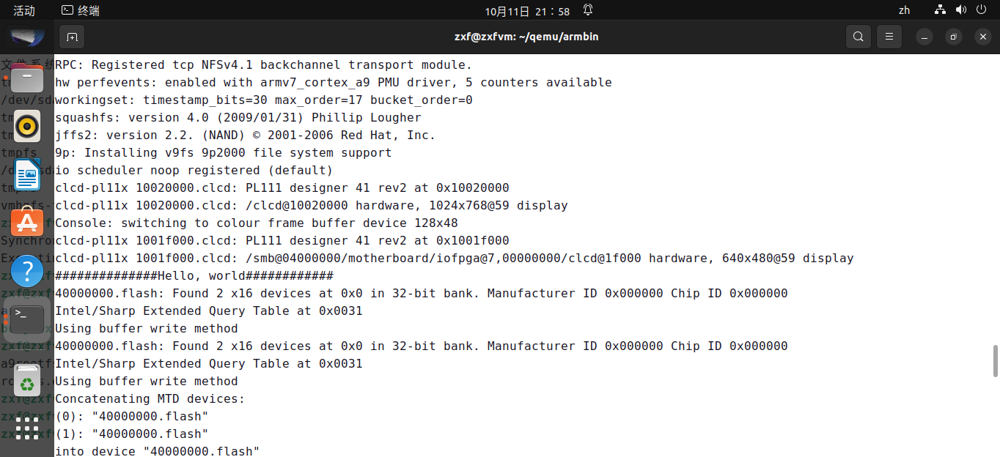 活动 终端 10月11日 21：58 zh
zxf@zxfvm: ~/qemu/armbin
RPC: Registered tcp NFSv4.1 backchannel transport module.
hw perfevents: enabled with armv7_cortex_a9 PMU driver, 5 counters available
/dev/sda workingset: timestamp_bits=30 max_order=17 bucket_order=0
squashfs: version 4.0 (2009/01/31) Phillip Lougher
jffs2: version 2.2. (NAND) © 2001-2006 Red Hat, Inc.
tmpfs 9p: Installing v9fs 9p2000 file system support
io scheduler noop registered (default)
clcd-pl11x 10020000.clcd: PL111 designer 41 rev2 at 0x10020000
clcd-pl11x 10020000.clcd: /clcd@10020000 hardware, 1024x768@59 display
Console: switching to colour frame buffer device 128x48
clcd-pl11x 1001f000.clcd: PL111 designer 41 rev2 at 0x1001f000
clcd-pl11x 1001f000.clcd: /smb@04000000/motherboard/iofpga@7,00000000/clcd@1f000 hardware, 640x480@59 display
##############Hello, world############
40000000.flash: Found 2 x16 devices at 0x0 in 32-bit bank. Manufacturer ID 0x000000 Chip ID 0x000000
Intel/Sharp Extended Query Table at 0x0031
Using buffer write method
40000000.flash: Found 2 x16 devices at 0x0 in 32-bit bank. Manufacturer ID 0x000000 Chip ID 0x000000
Intel/Sharp Extended Query Table at 0x0031
Using buffer write method
Concatenating MTD devices:
(0): "40000000.flash"
(1): "40000000.flash"
into device "40000000.flash"